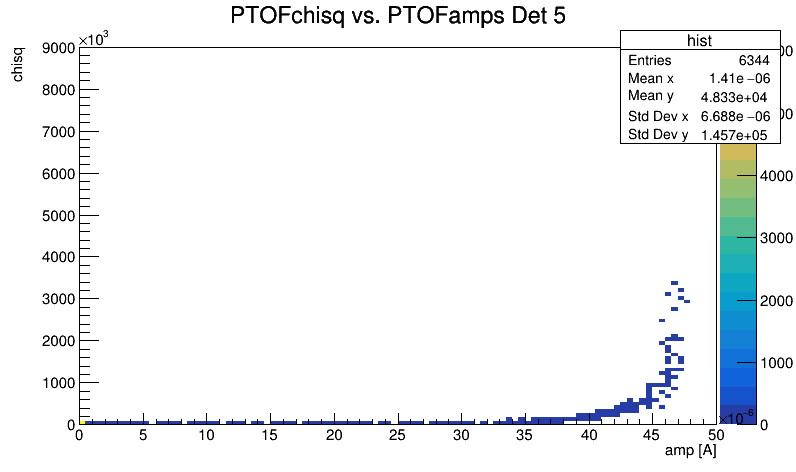 PTOFchisq vs. PTOFamps Det 5
×10³
chisq
hist
Entries 6344
Mean x 1.41e−06
Mean y 4.833e+04
Std Dev x 6.688e−06
Std Dev y 1.457e+05
9000
8000
7000
6000
5000
4000
3000
2000
1000
0
0 5 10 15 20 25 30 35 40 45 50
×10⁻⁶
amp [A]
00
00
4000
3000
2000
1000
0